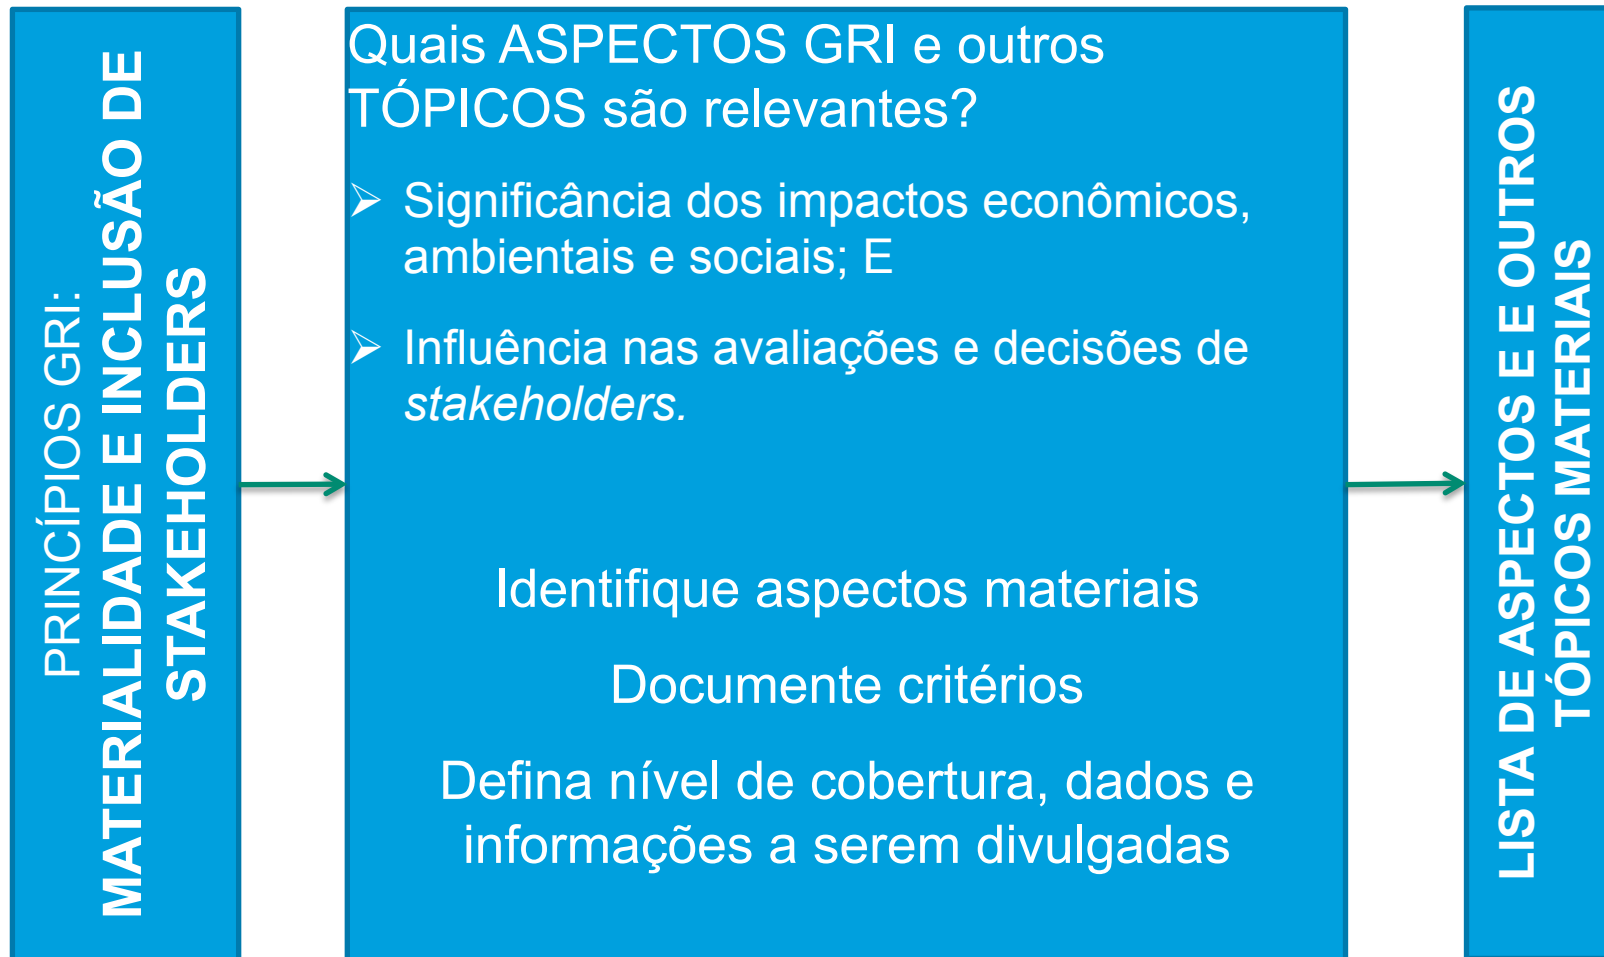 PRINCÍPIOS GRI:
MATERIALIDADE E INCLUSÃO DE
STAKEHOLDERS
Quais ASPECTOS GRI e outros
TÓPICOS são relevantes?
➢ Significância dos impactos econômicos,
ambientais e sociais; E
➢ Influência nas avaliações e decisões de
stakeholders.
Identifique aspectos materiais
Documente critérios
Defina nível de cobertura, dados e
informações a serem divulgadas
LISTA DE ASPECTOS E E OUTROS
TÓPICOS MATERIAIS